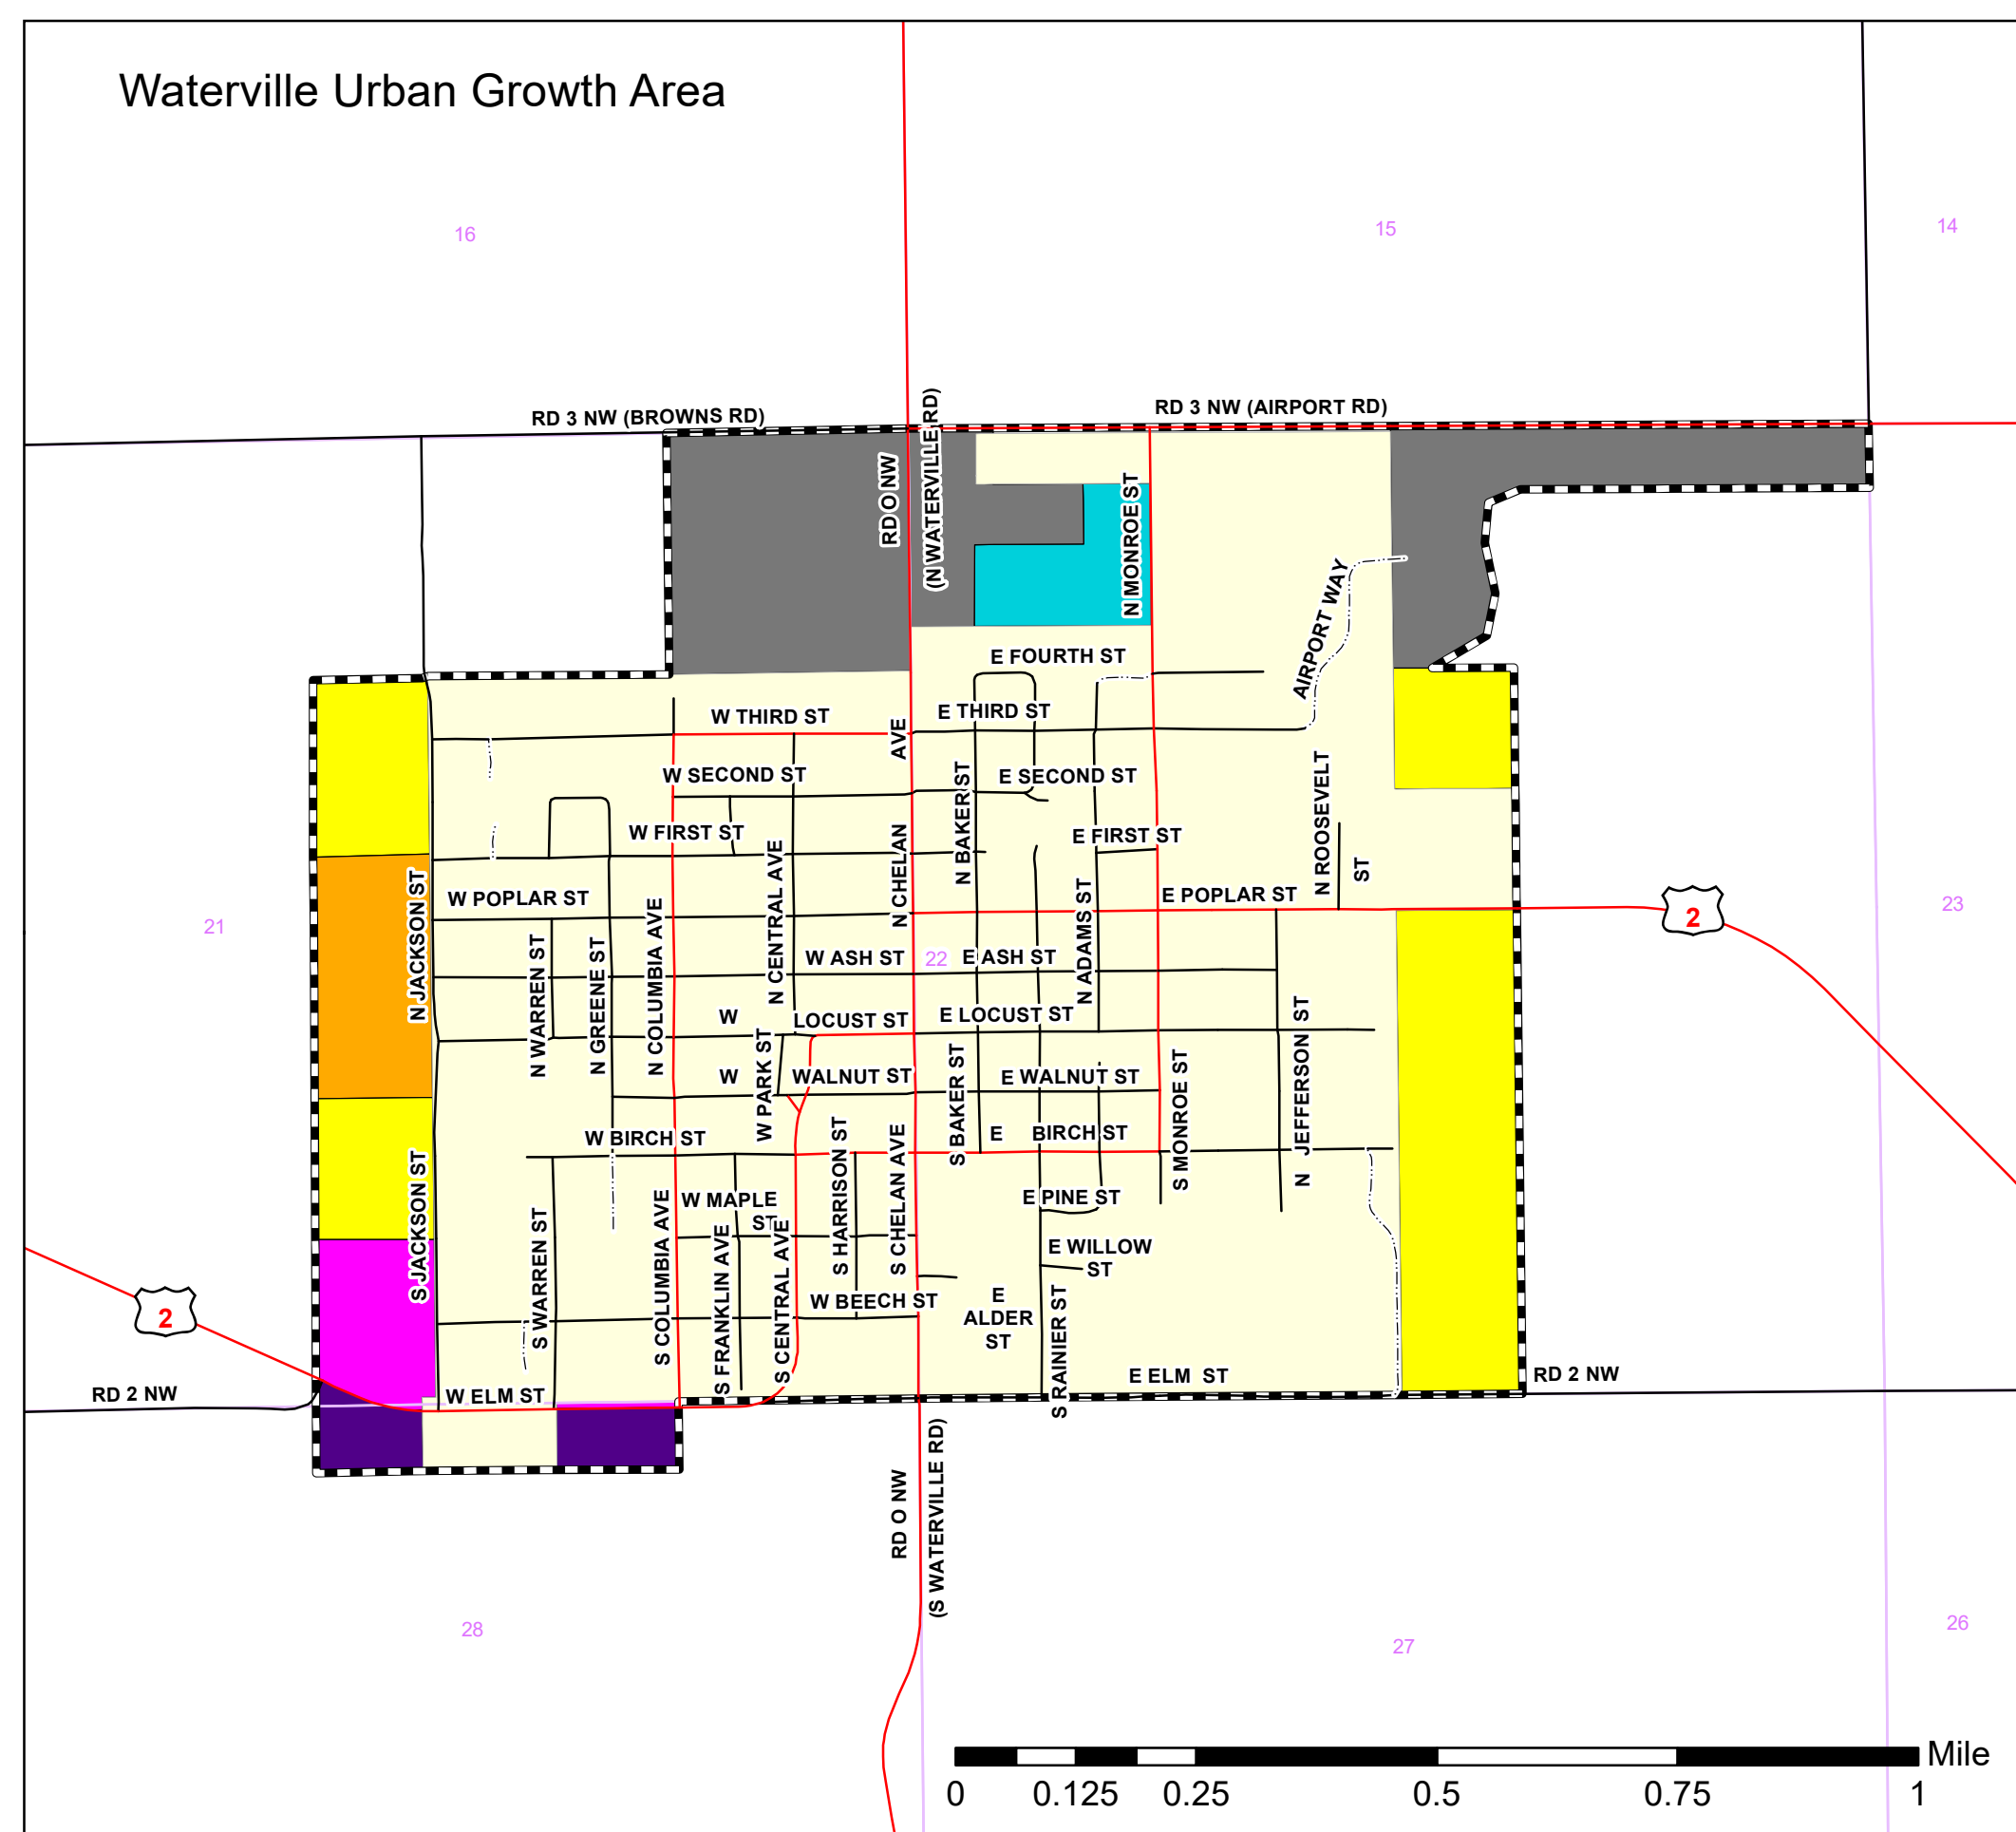 Waterville Urban Growth Area
16
15
14
RD 3 NW (BROWNS RD)
RD 3 NW (AIRPORT RD)
RD O NW
(N WATERVILLE RD)
N MONROE ST
AIRPORT WAY
E FOURTH ST
W THIRD ST
E THIRD ST
AVE
N CHELAN
W SECOND ST
E SECOND ST
N BAKER ST
N ROOSEVELT
ST
W FIRST ST
E FIRST ST
N CENTRAL AVE
N JACKSON ST
W POPLAR ST
E POPLAR ST
N ADAMS ST
2
21
23
N WARREN ST
N GREENE ST
N COLUMBIA AVE
W ASH ST
22
E ASH ST
W
LOCUST ST
E LOCUST ST
N JEFFERSON ST
W PARK ST
W
WALNUT ST
E WALNUT ST
S BAKER ST
S MONROE ST
W BIRCH ST
E BIRCH ST
S HARRISON ST
S CHELAN AVE
S JACKSON ST
W MAPLE
ST
E PINE ST
S WARREN ST
S COLUMBIA AVE
S FRANKLIN AVE
S CENTRAL AVE
E WILLOW
ST
W BEECH ST
E
ALDER
ST
S RAINIER ST
2
RD 2 NW
W ELM ST
E ELM ST
RD 2 NW
RD O NW
(S WATERVILLE RD)
28
27
26
Mile
0 0.125 0.25 0.5 0.75 1